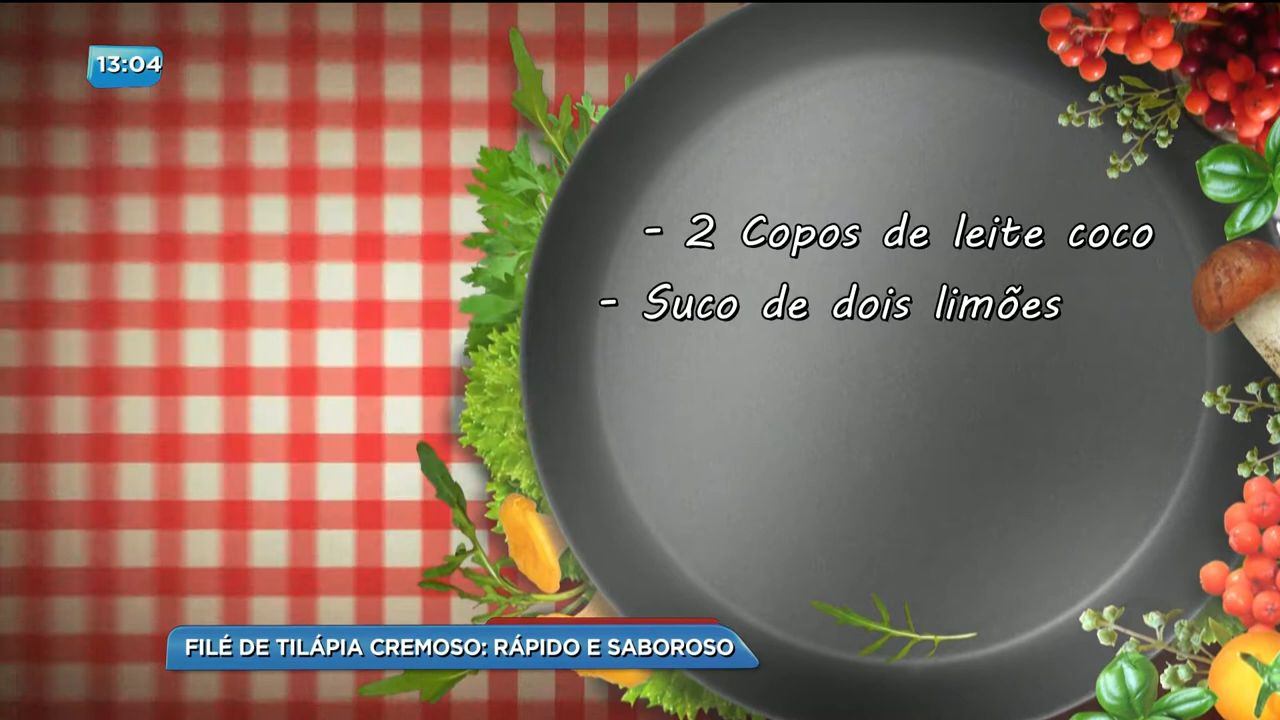 13:04
- 2 Copos de leite coco
- Suco de dois limões
FILÉ DE TILÁPIA CREMOSO: RÁPIDO E SABOROSO